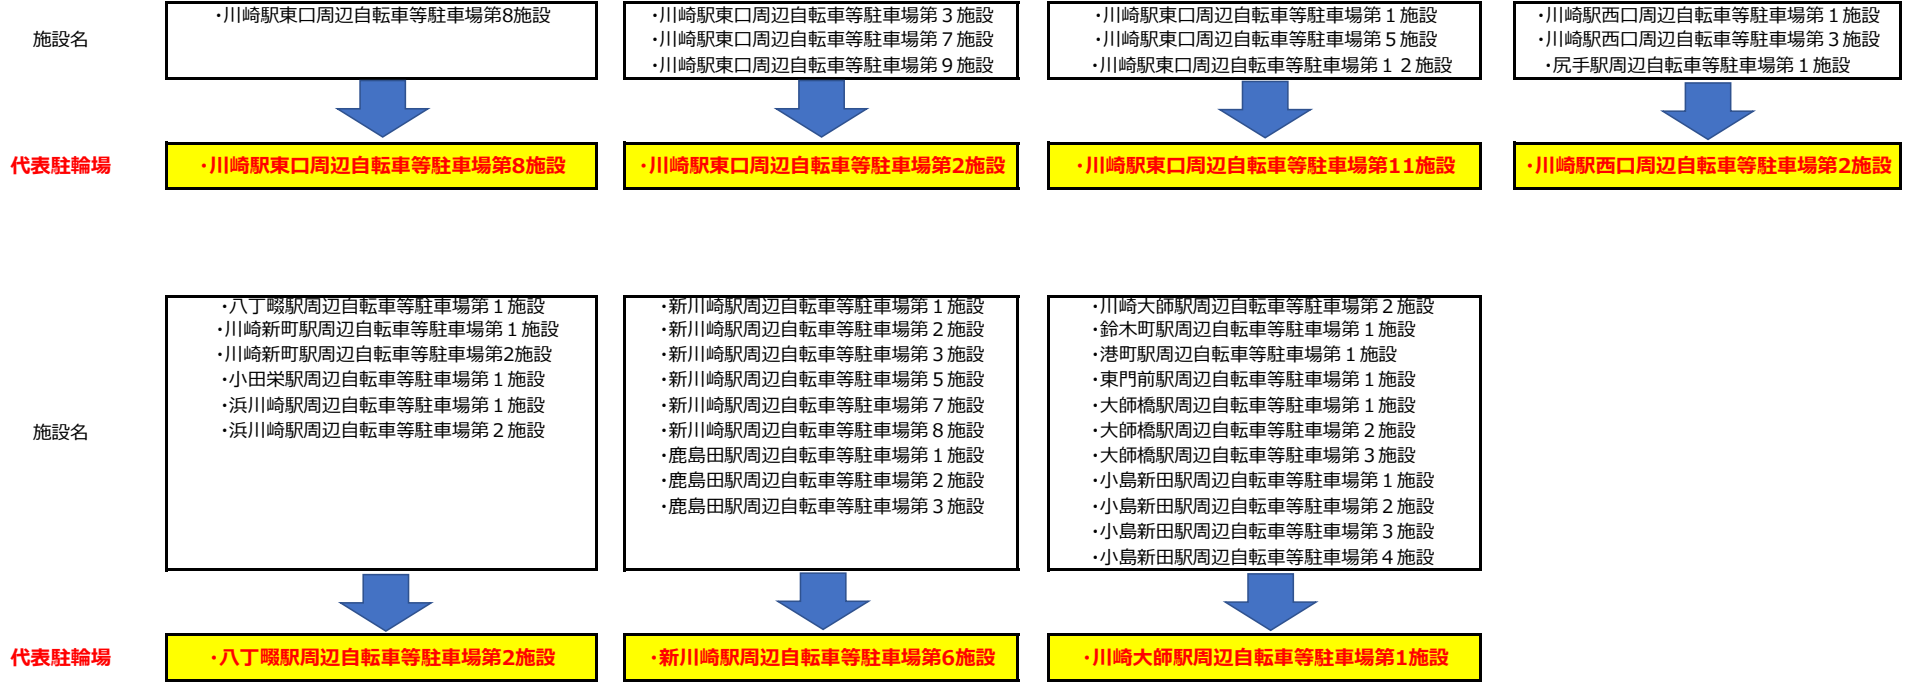 施設名
・川崎駅東口周辺自転車等駐車場第8施設
・川崎駅東口周辺自転車等駐車場第３施設
・川崎駅東口周辺自転車等駐車場第７施設
・川崎駅東口周辺自転車等駐車場第９施設
・川崎駅東口周辺自転車等駐車場第１施設
・川崎駅東口周辺自転車等駐車場第５施設
・川崎駅東口周辺自転車等駐車場第１２施設
・川崎駅西口周辺自転車等駐車場第１施設
・川崎駅西口周辺自転車等駐車場第３施設
・尻手駅周辺自転車等駐車場第１施設
代表駐輪場
・川崎駅東口周辺自転車等駐車場第8施設
・川崎駅東口周辺自転車等駐車場第2施設
・川崎駅東口周辺自転車等駐車場第11施設
・川崎駅西口周辺自転車等駐車場第2施設
施設名
・八丁畷駅周辺自転車等駐車場第１施設
・川崎新町駅周辺自転車等駐車場第１施設
・川崎新町駅周辺自転車等駐車場第2施設
・小田栄駅周辺自転車等駐車場第１施設
・浜川崎駅周辺自転車等駐車場第１施設
・浜川崎駅周辺自転車等駐車場第２施設
・新川崎駅周辺自転車等駐車場第１施設
・新川崎駅周辺自転車等駐車場第２施設
・新川崎駅周辺自転車等駐車場第３施設
・新川崎駅周辺自転車等駐車場第５施設
・新川崎駅周辺自転車等駐車場第７施設
・新川崎駅周辺自転車等駐車場第８施設
・鹿島田駅周辺自転車等駐車場第１施設
・鹿島田駅周辺自転車等駐車場第２施設
・鹿島田駅周辺自転車等駐車場第３施設
・川崎大師駅周辺自転車等駐車場第２施設
・鈴木町駅周辺自転車等駐車場第１施設
・港町駅周辺自転車等駐車場第１施設
・東門前駅周辺自転車等駐車場第１施設
・大師橋駅周辺自転車等駐車場第１施設
・大師橋駅周辺自転車等駐車場第２施設
・大師橋駅周辺自転車等駐車場第３施設
・小島新田駅周辺自転車等駐車場第１施設
・小島新田駅周辺自転車等駐車場第２施設
・小島新田駅周辺自転車等駐車場第３施設
・小島新田駅周辺自転車等駐車場第４施設
代表駐輪場
・八丁畷駅周辺自転車等駐車場第2施設
・新川崎駅周辺自転車等駐車場第6施設
・川崎大師駅周辺自転車等駐車場第1施設